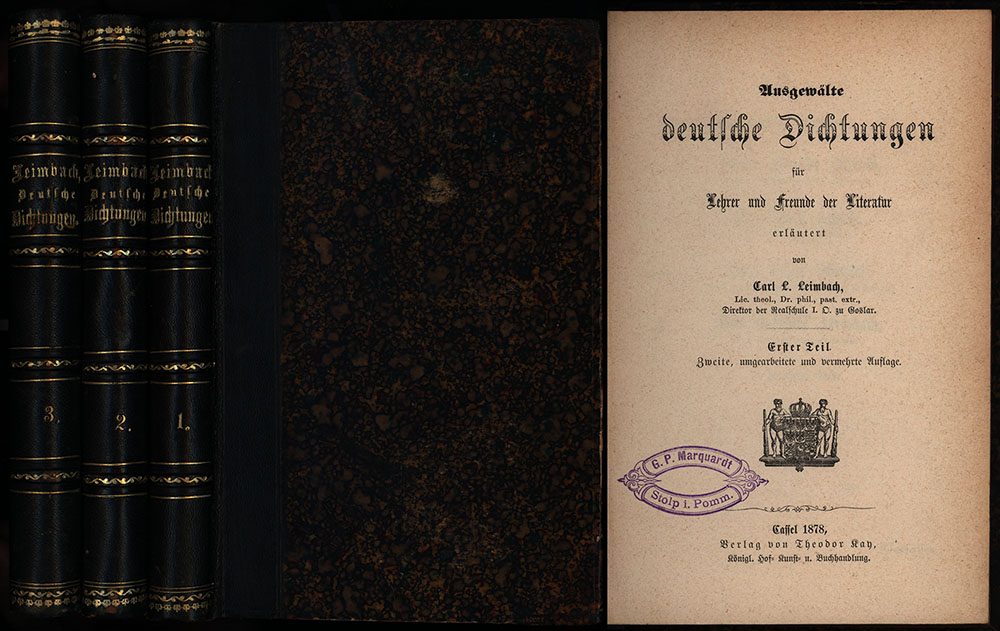 Leimbach,
Deutsche
Dichtungen.
3.
Leimbach
Deutsche
Dichtungen
2.
Leimbach
Deutsche
Dichtungen
1.
Ausgewälte
deutsche Dichtungen
für
Lehrer und Freunde der Literatur
erläutert
von
Carl L. Leimbach,
Lic. theol., Dr. phil., past. extr.,
Direktor der Realschule I. O. zu Goslar.
Erster Teil
Zweite, umgearbeitete und vermehrte Auflage.
G. P. Marquardt
Stolp i. Pomm.
Cassel 1878,
Verlag von Theodor Kay,
Königl. Hof- Kunst- u. Buchhandlung.